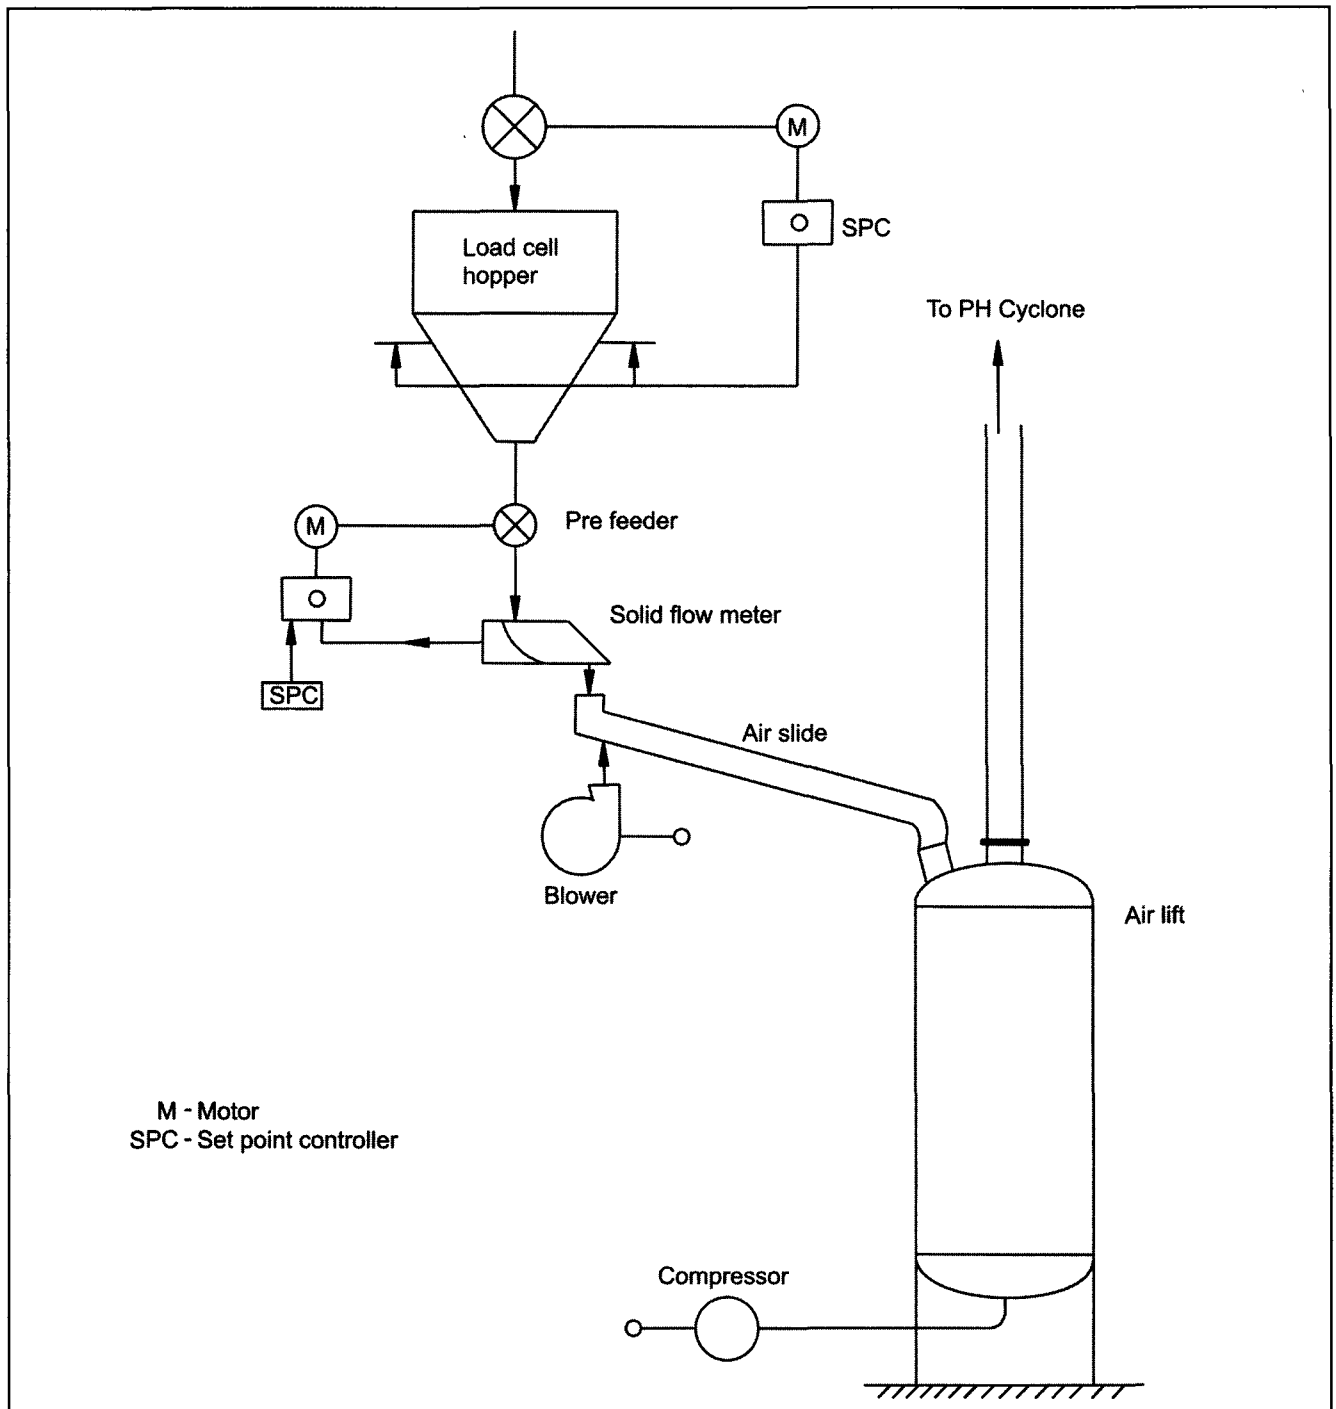 M
SPC
Load cell
hopper
To PH Cyclone
M
Pre feeder
Solid flow meter
SPC
Air slide
Blower
Air lift
M - Motor
SPC - Set point controller
Compressor